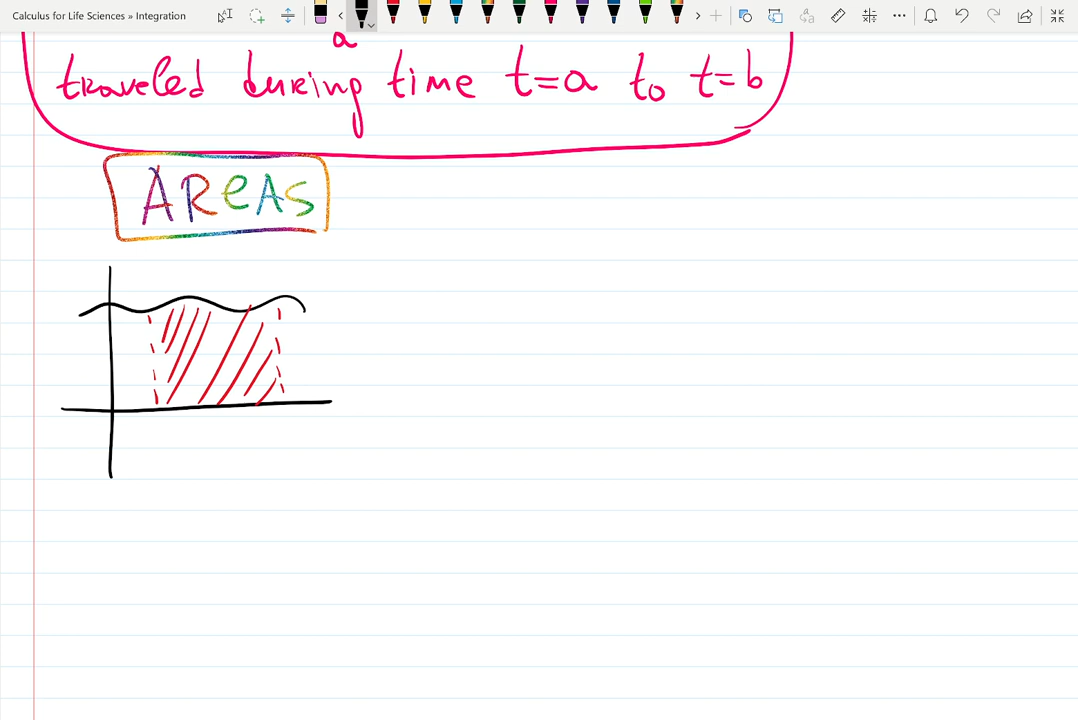 Calculus for Life Sciences » Integration
a
traveled during time t=a to t=b
AREAS